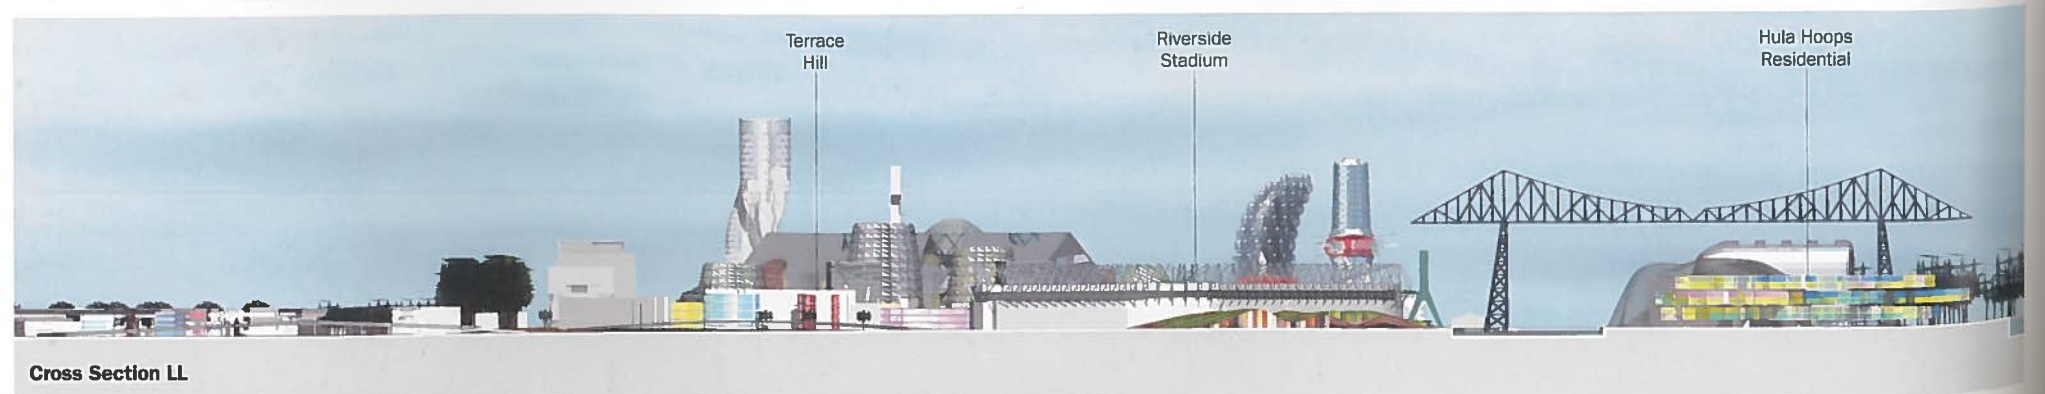 Terrace
Hill
Riverside
Stadium
Hula Hoops
Residential
Cross Section LL